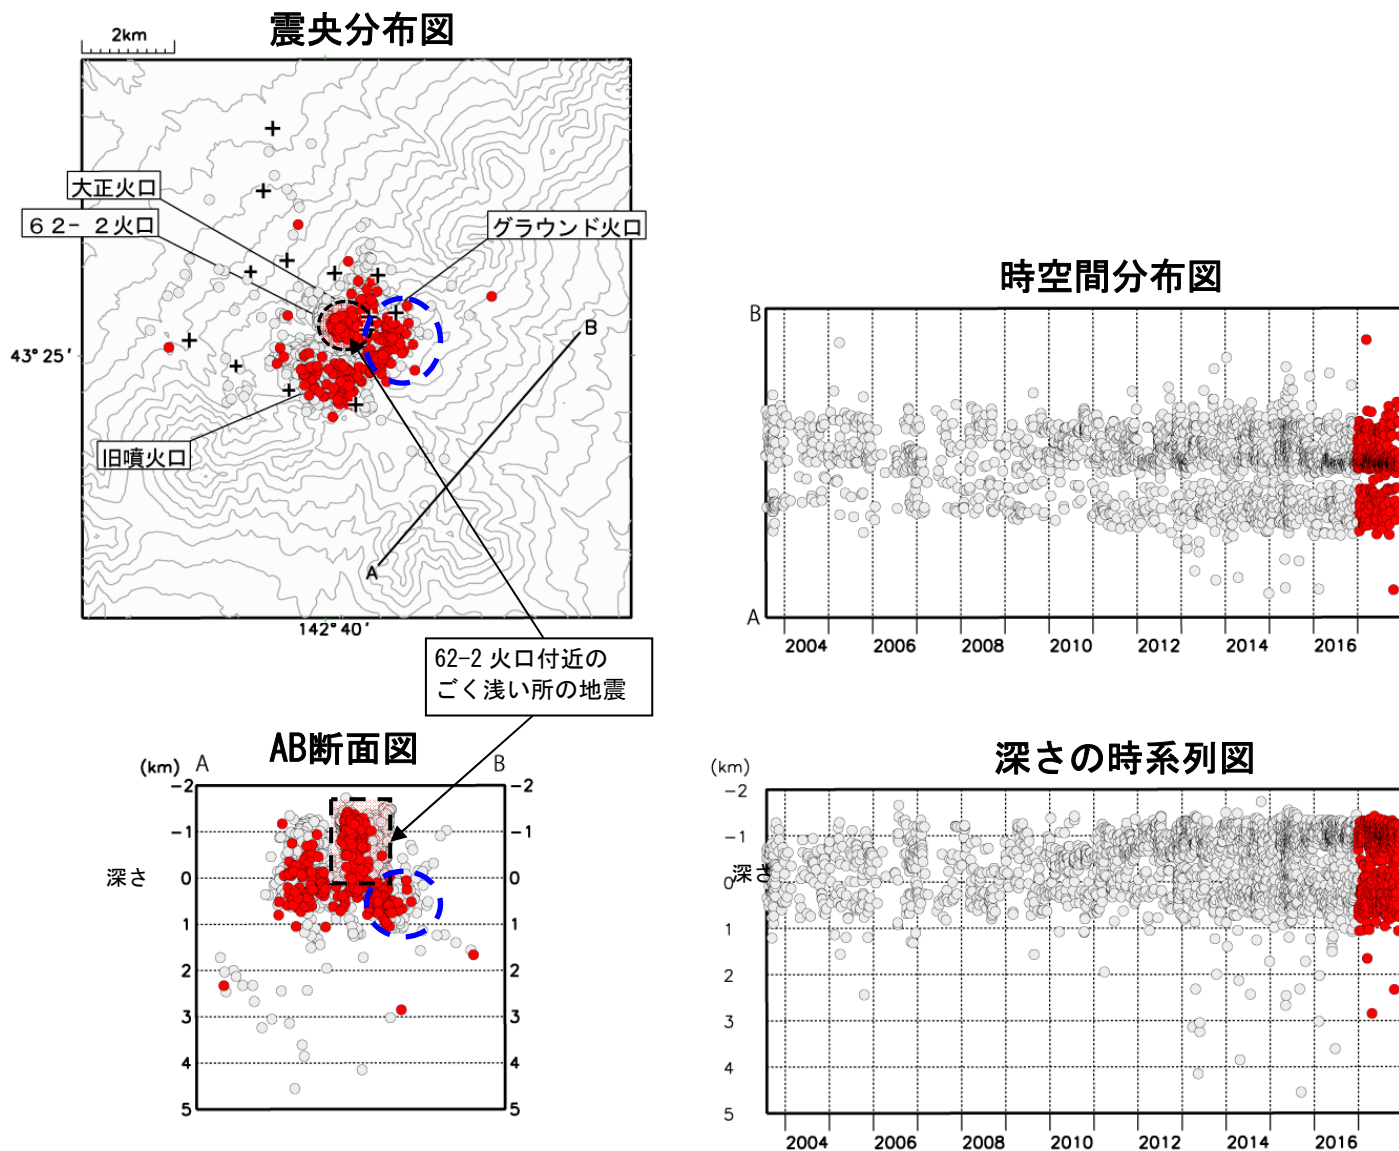 震央分布図
2km
大正火口
６２-２火口
グラウンド火口
43°25′
B
旧噴火口
A
142°40′
62-2 火口付近の
ごく浅い所の地震
時空間分布図
B
A
2004 2006 2008 2010 2012 2014 2016
AB断面図
(km) A B
-2 -2
-1 -1
深さ 0 0
1 1
2 2
3 3
4 4
5 5
深さの時系列図
(km)
-2
-1
深さ 0
1
2
3
4
5
2004 2006 2008 2010 2012 2014 2016